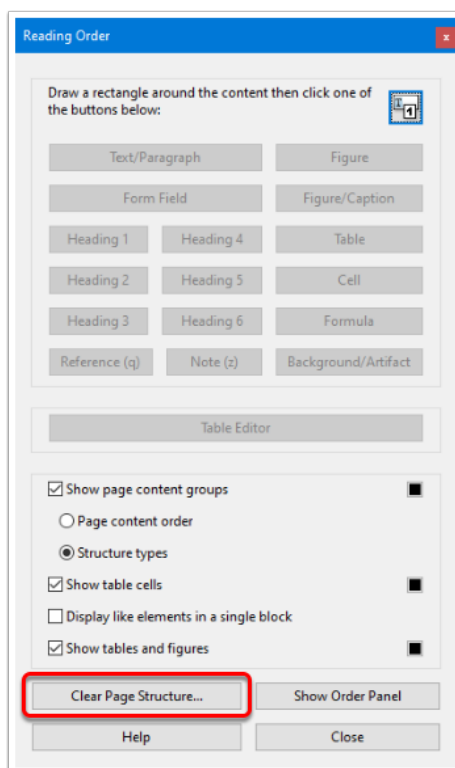 Reading Order
x
Draw a rectangle around the content then click one of
the buttons below:
1
Text/Paragraph Figure
Form Field Figure/Caption
Heading 1 Heading 4 Table
Heading 2 Heading 5 Cell
Heading 3 Heading 6 Formula
Reference (q) Note (z) Background/Artifact
Table Editor
Show page content groups
Page content order
Structure types
Show table cells
Display like elements in a single block
Show tables and figures
Clear Page Structure... Show Order Panel
Help Close